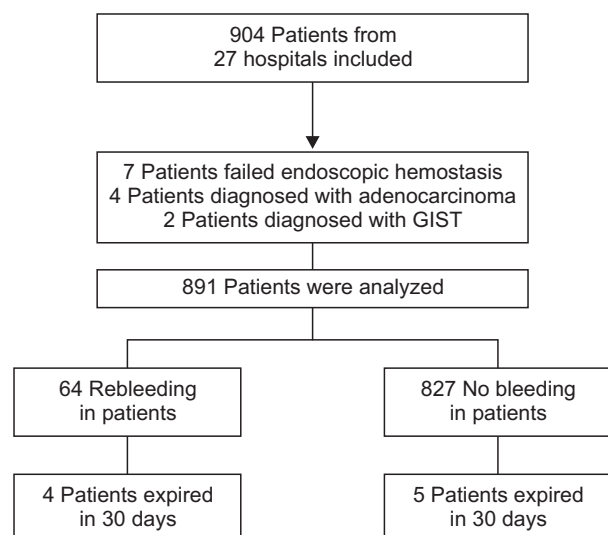 904 Patients from
27 hospitals included
7 Patients failed endoscopic hemostasis
4 Patients diagnosed with adenocarcinoma
2 Patients diagnosed with GIST
891 Patients were analyzed
64 Rebleeding
in patients
827 No bleeding
in patients
4 Patients expired
in 30 days
5 Patients expired
in 30 days